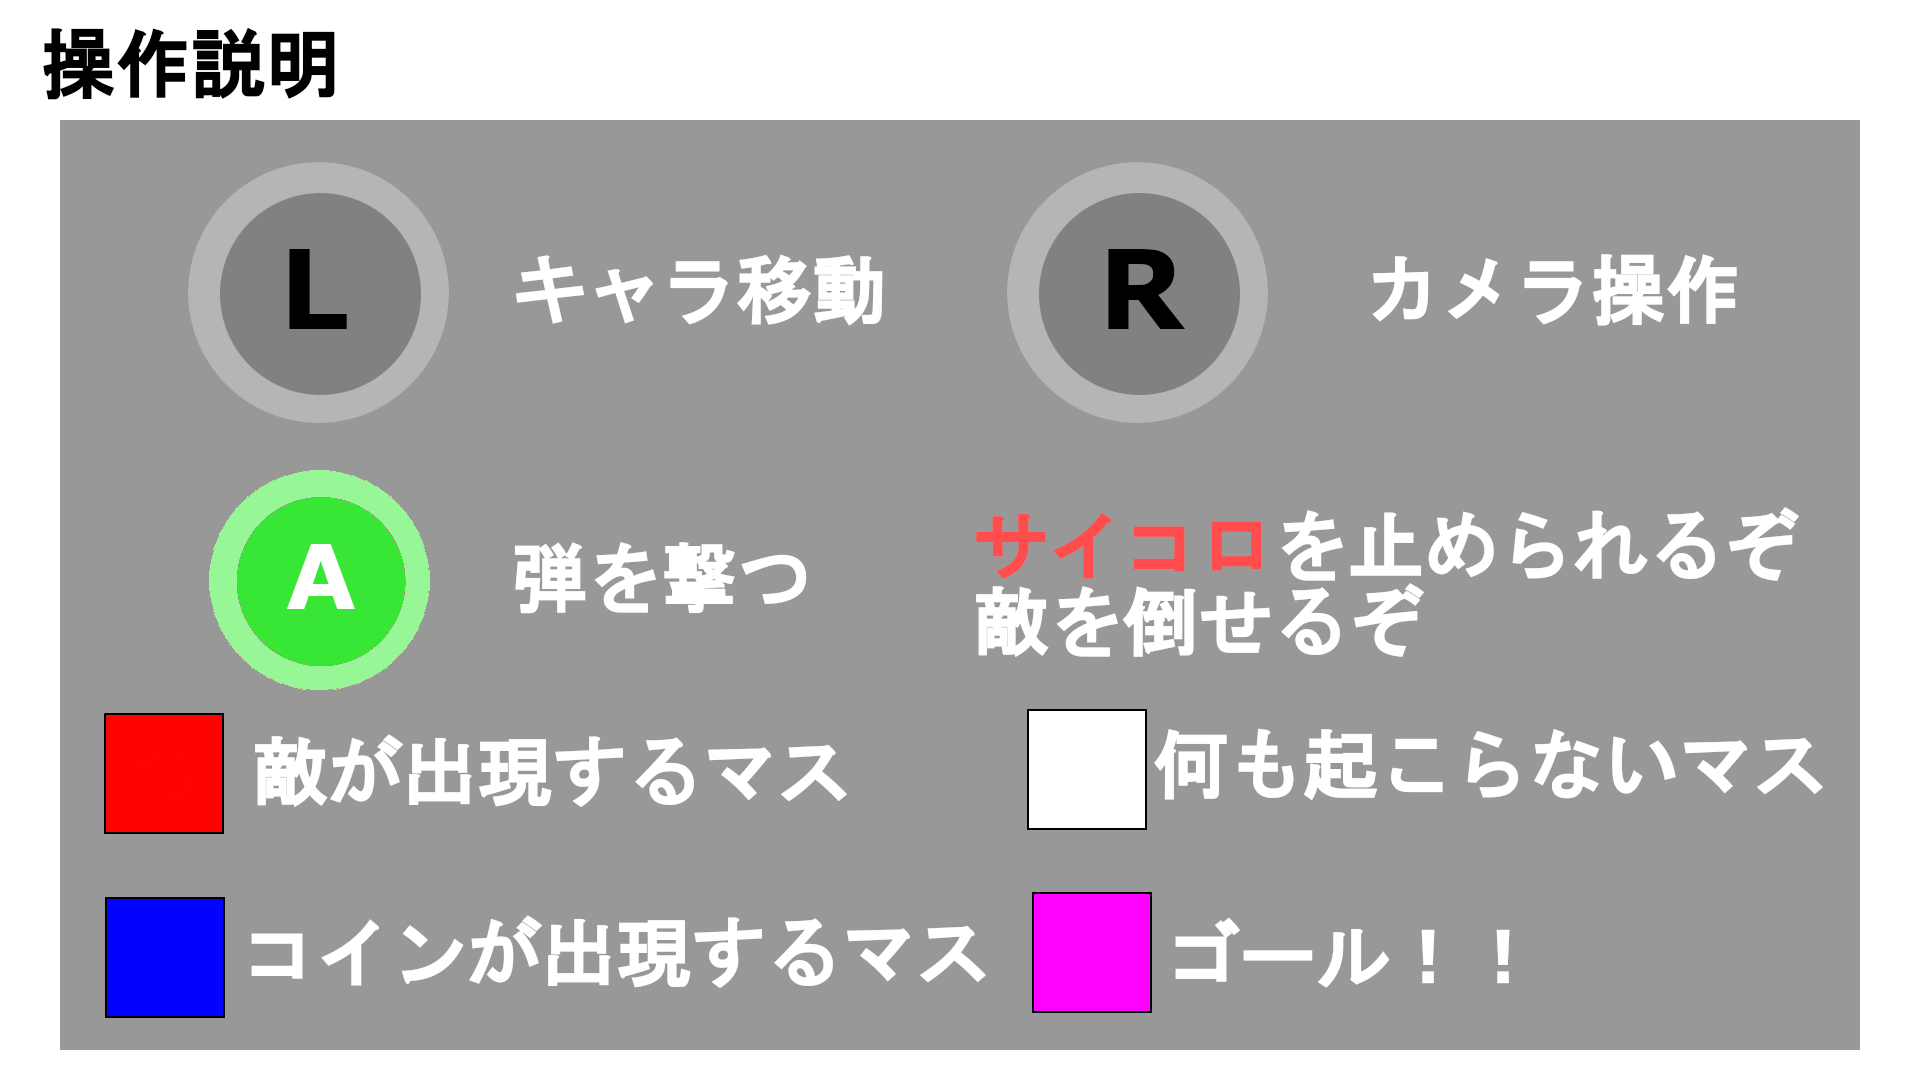 操作説明
L
キャラ移動
R
カメラ操作
A
弾を撃つ
サイコロを止められるぞ
敵を倒せるぞ
敵が出現するマス
何も起こらないマス
コインが出現するマス
ゴール！！